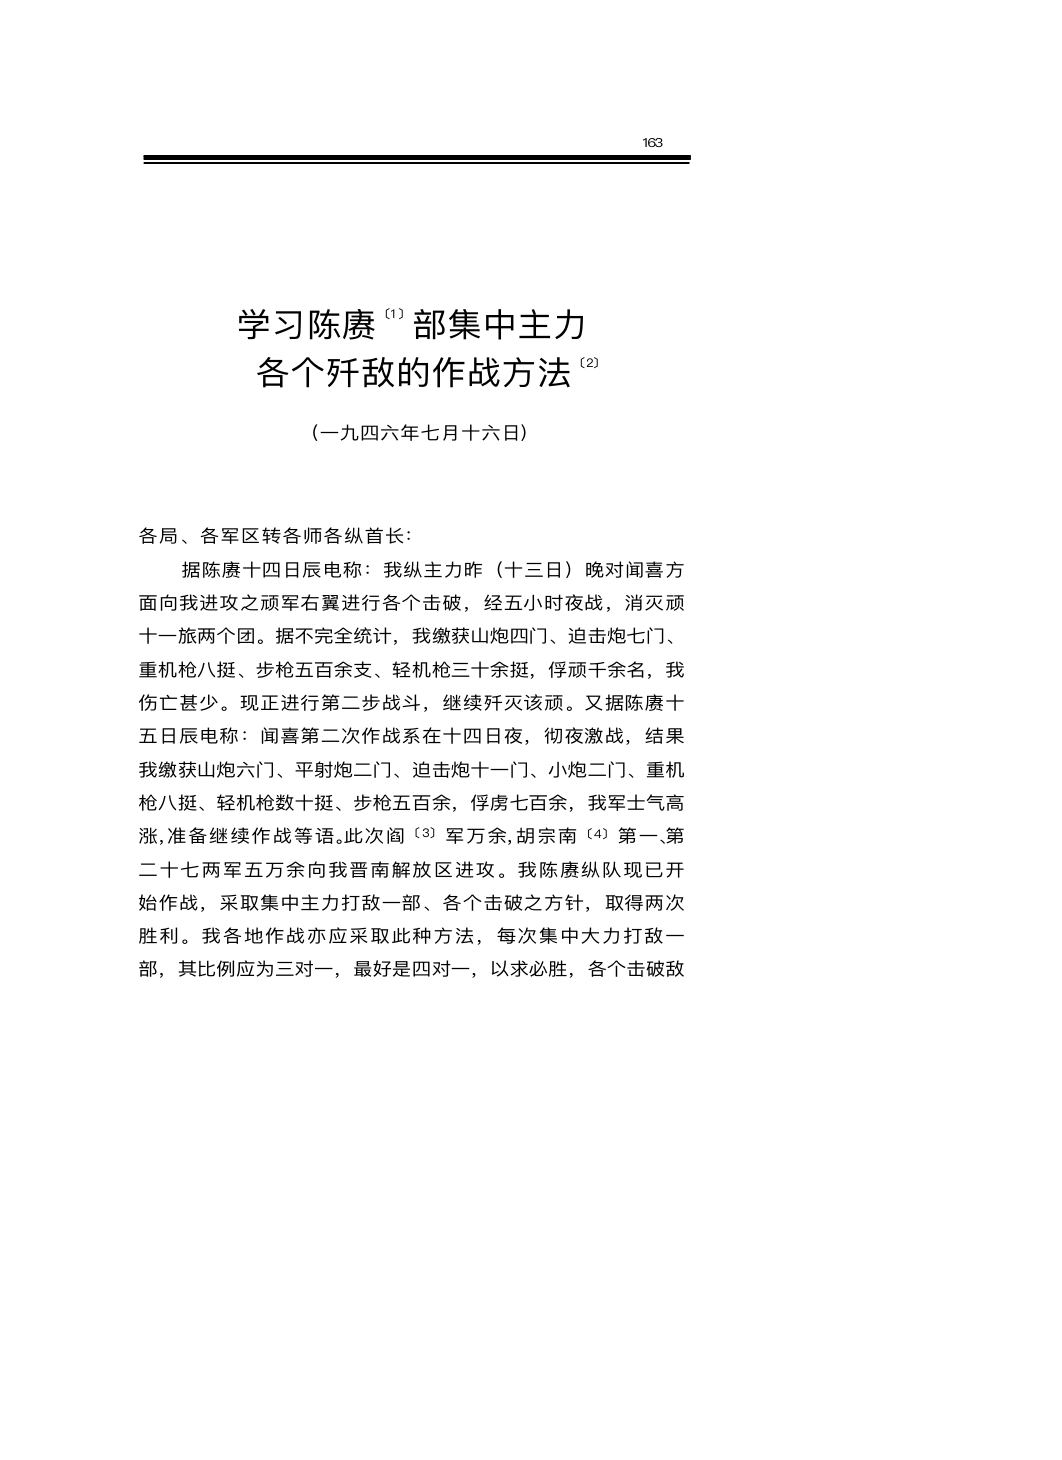 163
学习陈赓〔1〕部集中主力
各个歼敌的作战方法〔2〕
（一九四六年七月十六日）
各局、各军区转各师各纵首长：
据陈赓十四日辰电称：我纵主力昨（十三日）晚对闻喜方
面向我进攻之顽军右翼进行各个击破，经五小时夜战，消灭顽
十一旅两个团。据不完全统计，我缴获山炮四门、迫击炮七门、
重机枪八挺、步枪五百余支、轻机枪三十余挺，俘顽千余名，我
伤亡甚少。现正进行第二步战斗，继续歼灭该顽。又据陈赓十
五日辰电称：闻喜第二次作战系在十四日夜，彻夜激战，结果
我缴获山炮六门、平射炮二门、迫击炮十一门、小炮二门、重机
枪八挺、轻机枪数十挺、步枪五百余，俘虏七百余，我军士气高
涨，准备继续作战等语。此次阎〔3〕军万余，胡宗南〔4〕第一、第
二十七两军五万余向我晋南解放区进攻。我陈赓纵队现已开
始作战，采取集中主力打敌一部、各个击破之方针，取得两次
胜利。我各地作战亦应采取此种方法，每次集中大力打敌一
部，其比例应为三对一，最好是四对一，以求必胜，各个击破敌